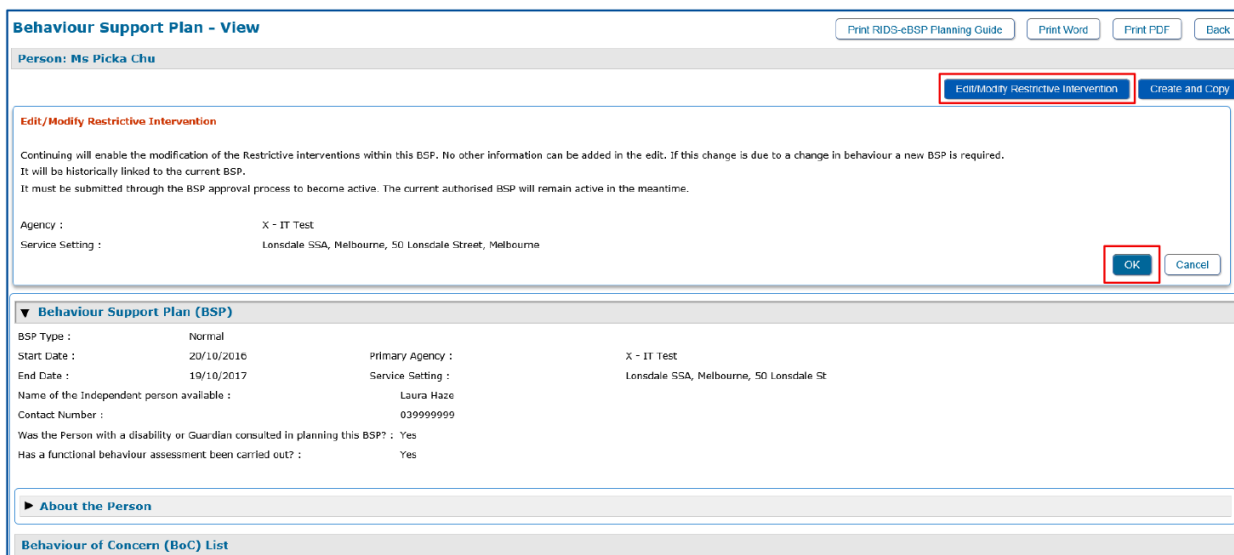 Behaviour Support Plan - View
Print RIDS-eBSP Planning Guide Print Word Print PDF Back
Person: Ms Picka Chu
Edit/Modify Restrictive Intervention Create and Copy
Edit/Modify Restrictive Intervention
Continuing will enable the modification of the Restrictive interventions within this BSP. No other information can be added in the edit. If this change is due to a change in behaviour a new BSP is required.
It will be historically linked to the current BSP.
It must be submitted through the BSP approval process to become active. The current authorised BSP will remain active in the meantime.
Agency : X - IT Test
Service Setting : Lonsdale SSA, Melbourne, 50 Lonsdale Street, Melbourne
OK Cancel
▼ Behaviour Support Plan (BSP)
BSP Type : Normal
Start Date : 20/10/2016 Primary Agency : X - IT Test
End Date : 19/10/2017 Service Setting : Lonsdale SSA, Melbourne, 50 Lonsdale St
Name of the Independent person available : Laura Haze
Contact Number : 039999999
Was the Person with a disability or Guardian consulted in planning this BSP? : Yes
Has a functional behaviour assessment been carried out? : Yes
► About the Person
Behaviour of Concern (BoC) List